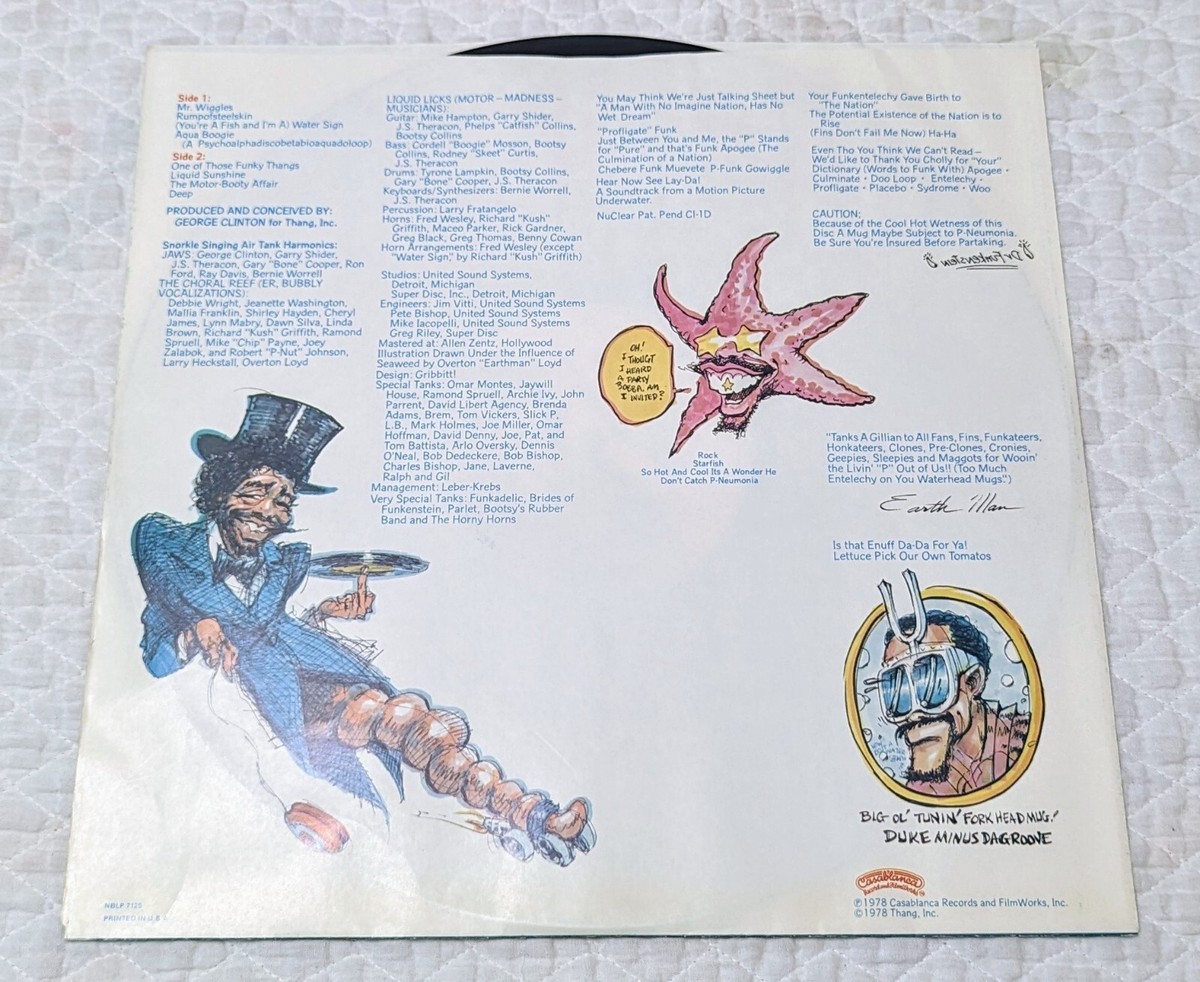 Side 1:
Mr. Wiggles
Rumpofsteelskin
(You're A Fish and I'm A) Water Sign
Aqua Boogie
(A Psychoalphadiscobetabioaquadoloop)
Side 2:
One of Those Funky Thangs
Liquid Sunshine
The Motor-Booty Affair
Deep
PRODUCED AND CONCEIVED BY:
GEORGE CLINTON for Thang, Inc.
Snorkle Singing Air Tank Harmonics:
JAWS: George Clinton, Garry Shider,
J.S. Theracon, Gary "Bone" Cooper, Ron
Ford, Ray Davis, Bernie Worrell
THE CHORAL REEF (ER, BUBBLY
VOCALIZATIONS):
Debbie Wright, Jeanette Washington,
Mallia Franklin, Shirley Hayden, Cheryl
James, Lynn Mabry, Dawn Silva, Linda
Brown, Richard "Kush" Griffith, Ramond
Spruell, Mike "Chip" Payne, Joey
Zalabok, and Robert "P-Nut" Johnson,
Larry Heckstall, Overton Loyd
LIQUID LICKS (MOTOR – MADNESS –
MUSICIANS):
Guitar: Mike Hampton, Garry Shider,
J.S. Theracon, Phelps "Catfish" Collins,
Bootsy Collins
Bass: Cordell "Boogie" Mosson, Bootsy
Collins, Rodney "Skeet" Curtis,
J.S. Theracon
Drums: Tyrone Lampkin, Bootsy Collins,
Gary "Bone" Cooper, J.S. Theracon
Keyboards/Synthesizers: Bernie Worrell,
J.S. Theracon
Percussion: Larry Fratangelo
Horns: Fred Wesley, Richard "Kush"
Griffith, Maceo Parker, Rick Gardner,
Greg Black, Greg Thomas, Benny Cowan
Horn Arrangements: Fred Wesley (except
"Water Sign," by Richard "Kush" Griffith)
Studios: United Sound Systems,
Detroit, Michigan
Super Disc, Inc., Detroit, Michigan
Engineers: Jim Vitti, United Sound Systems
Pete Bishop, United Sound Systems
Mike Iacopelli, United Sound Systems
Greg Riley, Super Disc
Mastered at: Allen Zentz, Hollywood
Illustration Drawn Under the Influence of
Seaweed by Overton "Earthman" Loyd
Design: Gribbitt!
Special Tanks: Omar Montes, Jaywill
House, Ramond Spruell, Archie Ivy, John
Parrent, David Libert Agency, Brenda
Adams, Brem, Tom Vickers, Slick P,
L.B., Mark Holmes, Joe Miller, Omar
Hoffman, David Denny, Joe, Pat, and
Tom Battista, Arlo Oversky, Dennis
O'Neal, Bob Dedeckere, Bob Bishop,
Charles Bishop, Jane, Laverne,
Ralph and Gil
Management: Leber-Krebs
Very Special Tanks: Funkadelic, Brides of
Funkenstein, Parlet, Bootsy's Rubber
Band and The Horny Horns
You May Think We're Just Talking Sheet but
"A Man With No Imagine Nation, Has No
Wet Dream"
"Profligate" Funk
Just Between You and Me, the "P" Stands
for "Pure" and that's Funk Apogee (The
Culmination of a Nation)
Chebere Funk Muevete P-Funk Gowiggle
Hear Now See Lay-Da!
A Soundtrack from a Motion Picture
Underwater.
NuClear Pat. Pend CI-1D
OH!
I THOUGT
I HEARD
A PARTY
OVER, AM
I INVITED?
Rock
Starfish
So Hot And Cool Its A Wonder He
Don't Catch P-Neumonia
Your Funkentelechy Gave Birth to
"The Nation"
The Potential Existence of the Nation is to
Rise
(Fins Don't Fail Me Now) Ha-Ha
Even Tho You Think We Can't Read—
We'd Like to Thank You Cholly for "Your"
Dictionary (Words to Funk With) Apogee •
Culminate • Doo Loop • Entelechy •
Profligate • Placebo • Sydrome • Woo
CAUTION;
Because of the Cool Hot Wetness of this
Disc A Mug Maybe Subject to P-Neumonia.
Be Sure You're Insured Before Partaking.
Dr Funkenstein
"Tanks A Gillian to All Fans, Fins, Funkateers,
Honkateers, Clones, Pre-Clones, Cronies,
Geepies, Sleepies and Maggots for Wooin'
the Livin' "P" Out of Us!! (Too Much
Entelechy on You Waterhead Mugs.")
Earth Man
Is that Enuff Da-Da For Ya!
Lettuce Pick Our Own Tomatos
BIG OL' TUNIN' FORK HEAD MUG!
DUKE MINUS DAGROOVE
Casablanca
Record and FilmWorks
℗1978 Casablanca Records and FilmWorks, Inc.
©1978 Thang, Inc.
NBLP 7125
PRINTED IN U.S.A.